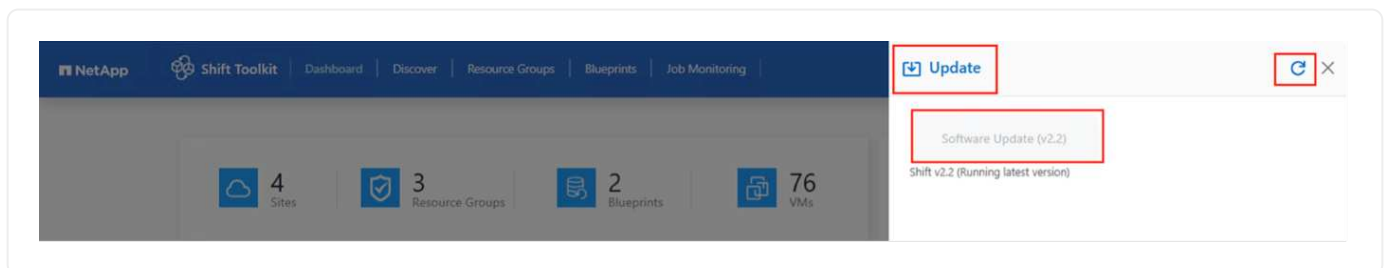 NetApp Shift Toolkit Dashboard Discover Resource Groups Blueprints Job Monitoring
Update
Software Update (v2.2)
Shift v2.2 (Running latest version)
4
Sites
3
Resource Groups
2
Blueprints
76
VMs